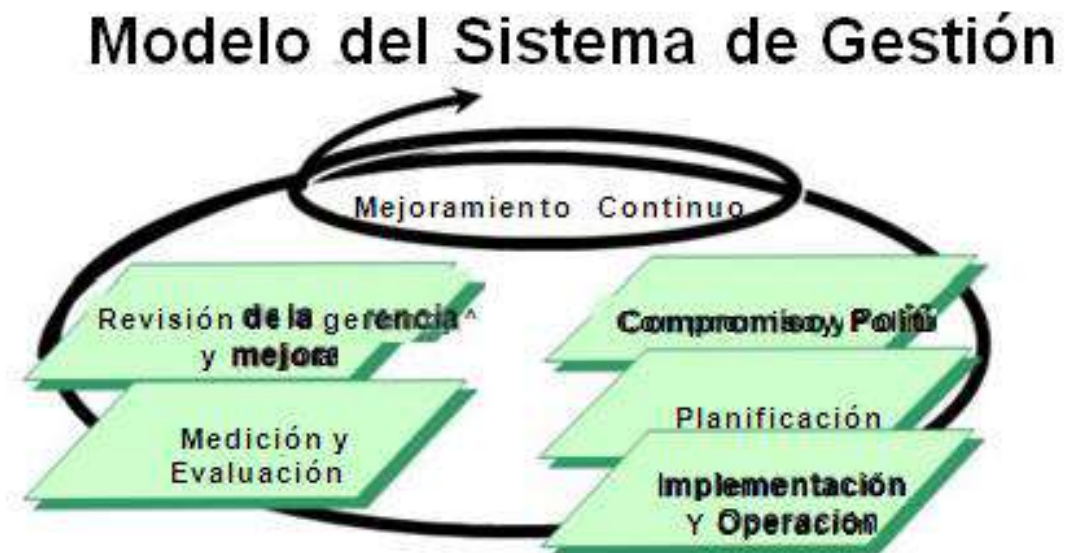 Modelo del Sistema de Gestión
Mejoramiento Continuo
Revisión de la gerencia
y mejora
Medición y
Evaluación
Compromiso y
Planificación
Implementación
Y Operación